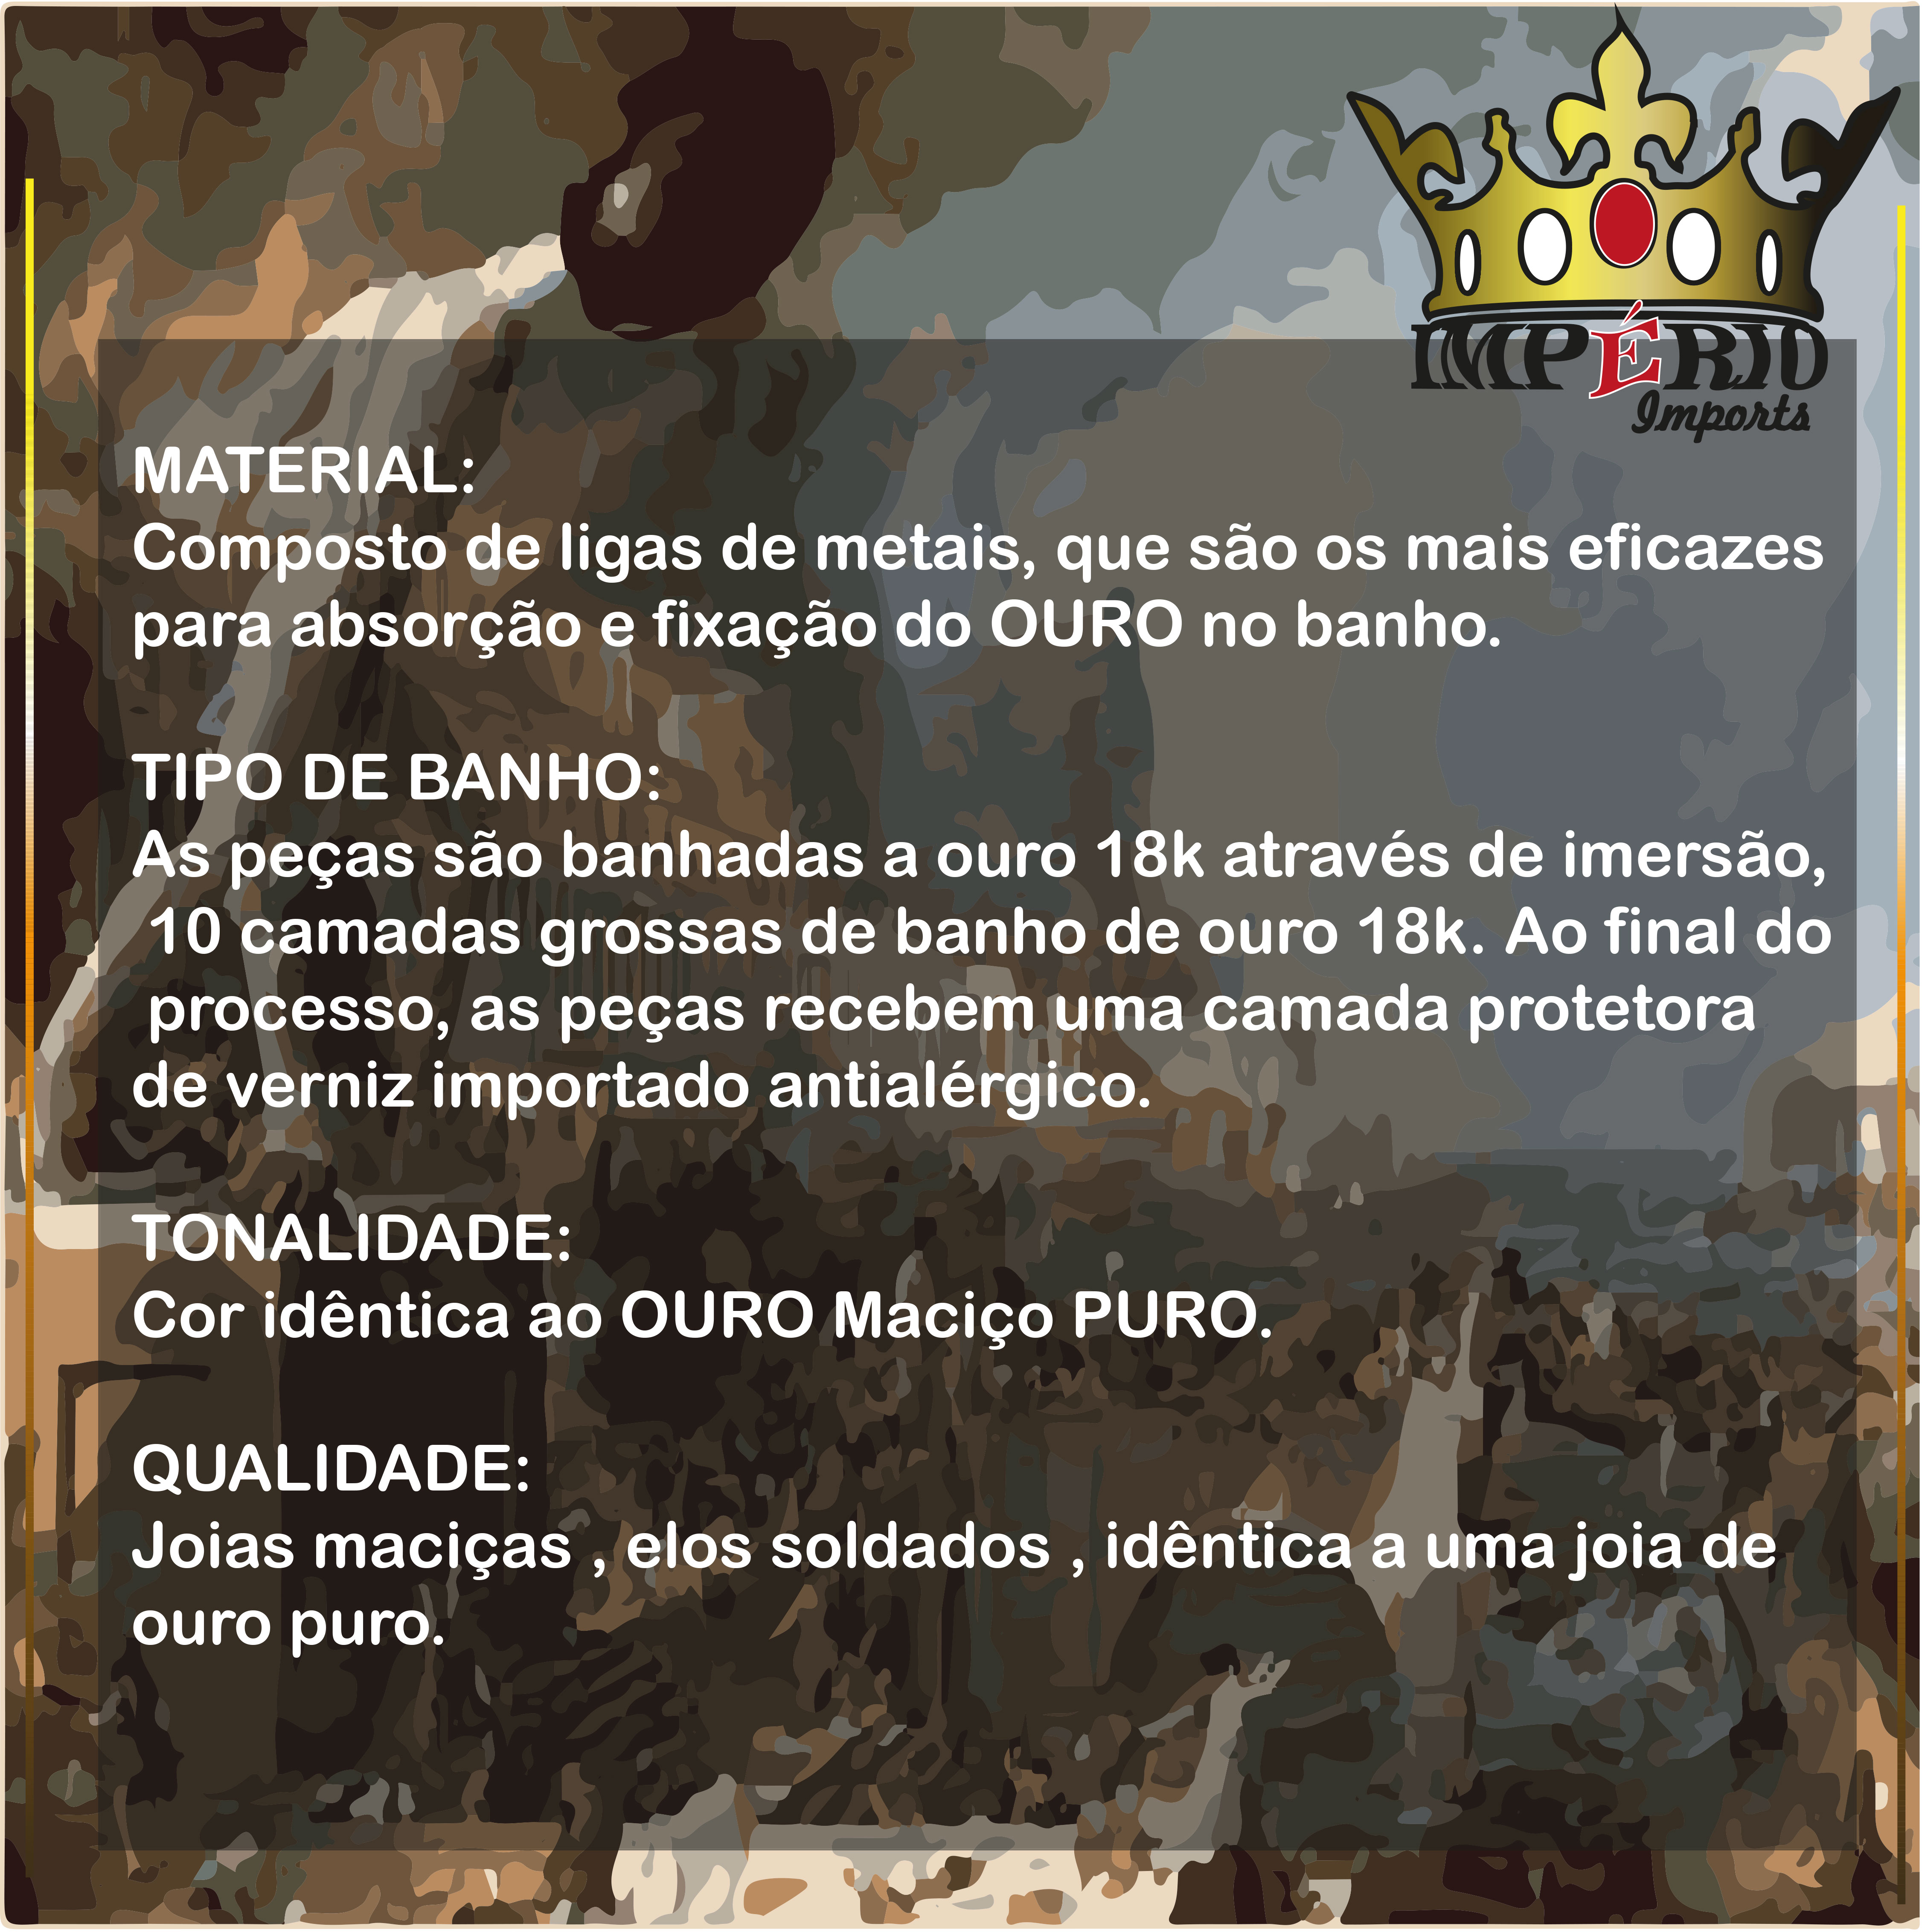 IMPÉRIO
Imports
MATERIAL:
Composto de ligas de metais, que são os mais eficazes
para absorção e fixação do OURO no banho.
TIPO DE BANHO:
As peças são banhadas a ouro 18k através de imersão,
10 camadas grossas de banho de ouro 18k. Ao final do
processo, as peças recebem uma camada protetora
de verniz importado antialérgico.
TONALIDADE:
Cor idêntica ao OURO Maciço PURO.
QUALIDADE:
Joias maciças , elos soldados , idêntica a uma joia de
ouro puro.